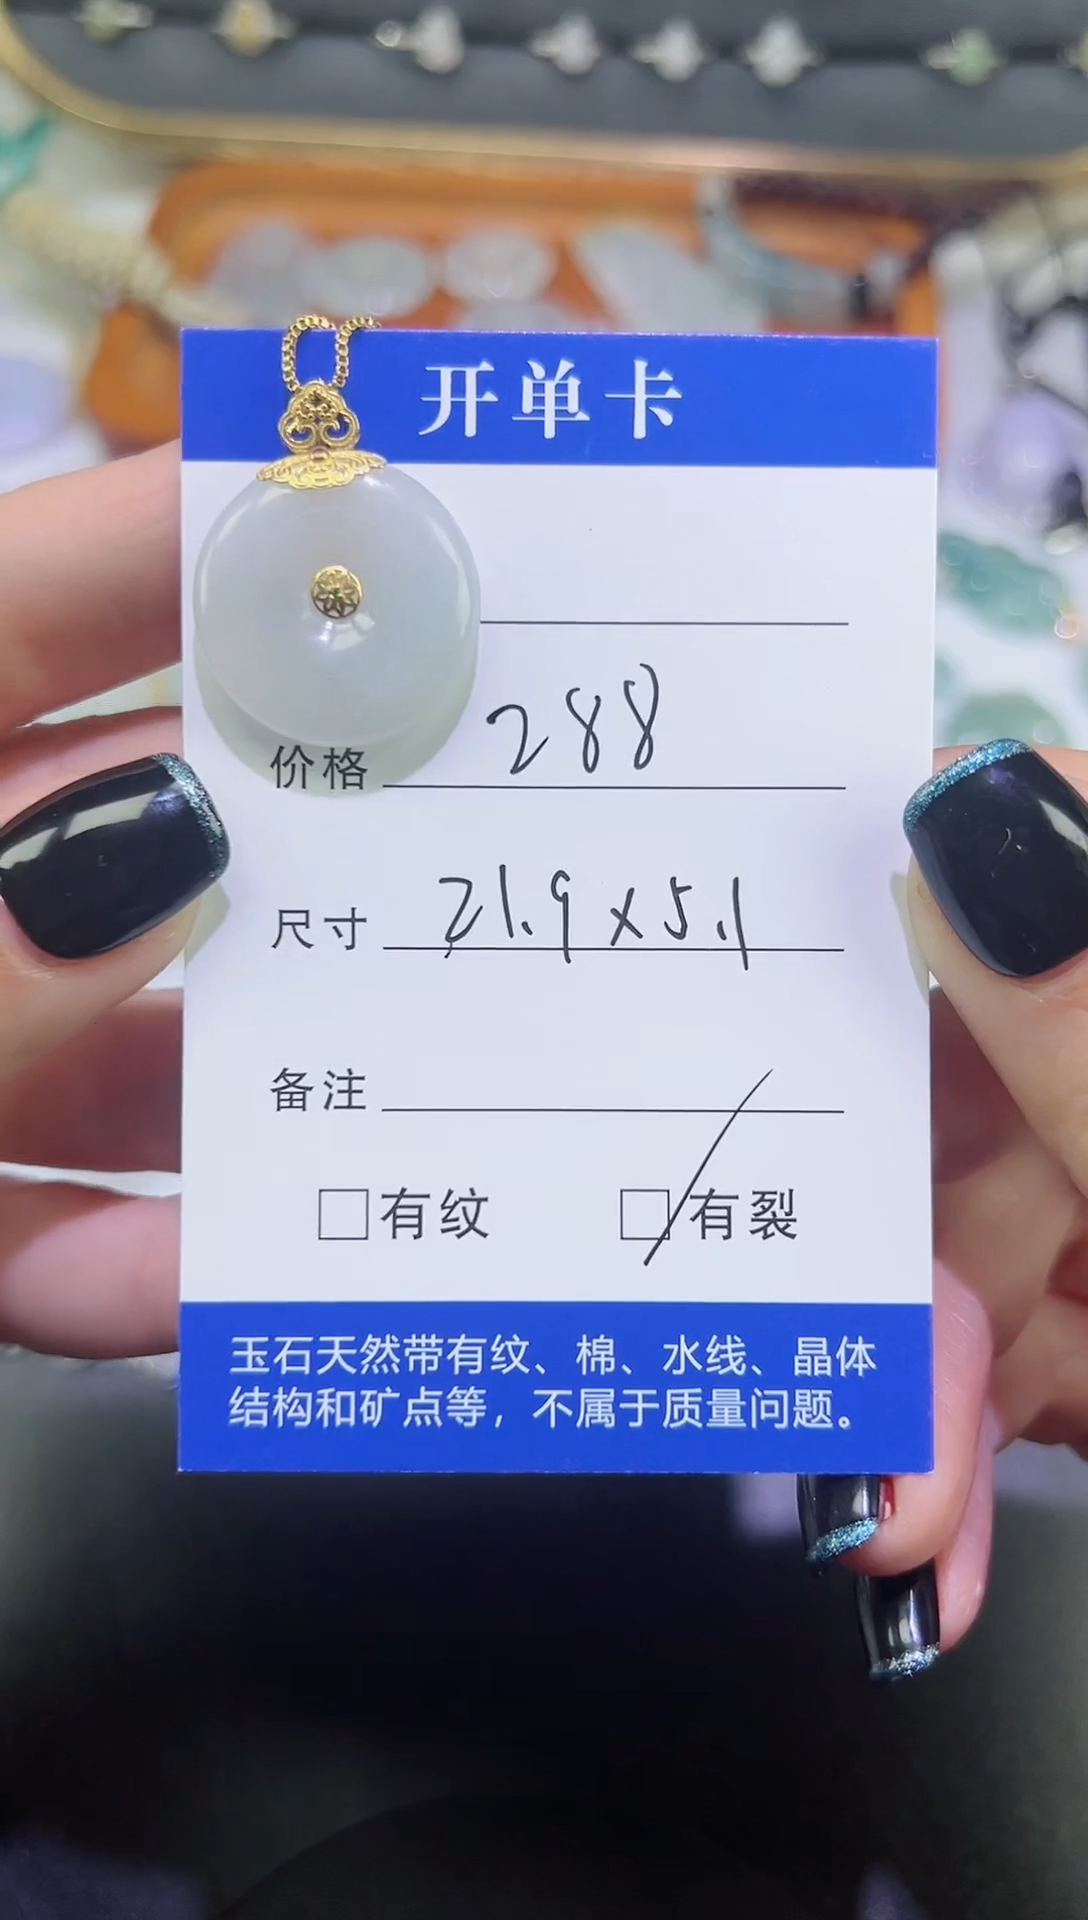 开单卡
价格 288
尺寸 21.9x5.1
备注
有纹 有裂
玉石天然带有纹、棉、水线、晶体
结构和矿点等，不属于质量问题。